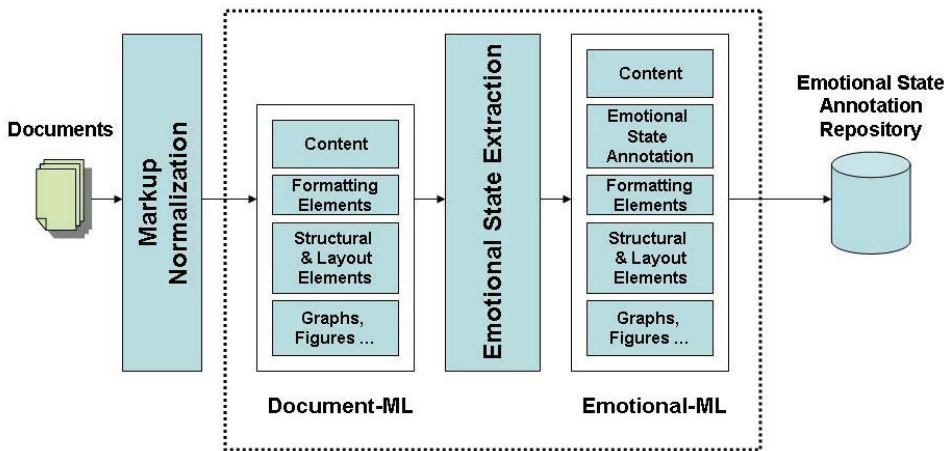 Documents
Markup
Normalization
Content
Formatting
Elements
Structural
& Layout
Elements
Graphs,
Figures ...
Document-ML
Emotional State Extraction
Content
Emotional
State
Annotation
Formatting
Elements
Structural
& Layout
Elements
Graphs,
Figures ...
Emotional-ML
Emotional State
Annotation
Repository